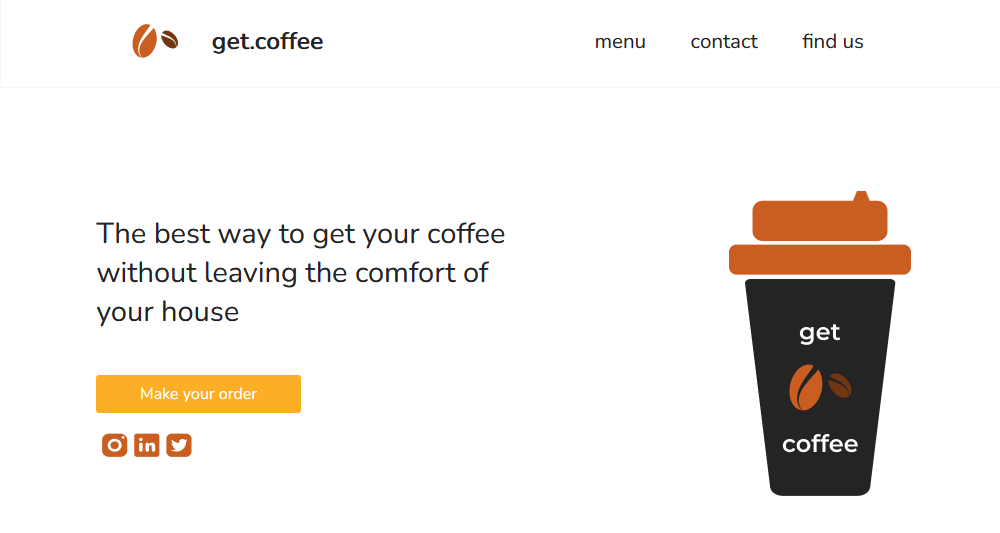 get.coffee
menu
contact
find us
The best way to get your coffee
without leaving the comfort of
your house
Make your order
in
get
coffee